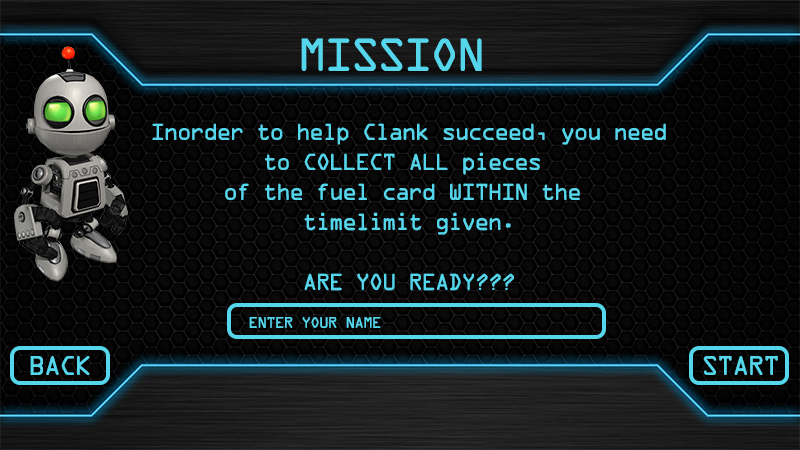 MISSION
Inorder to help Clank succeed, you need
to COLLECT ALL pieces
of the fuel card WITHIN the
timelimit given.
ARE YOU READY???
ENTER YOUR NAME
BACK
START